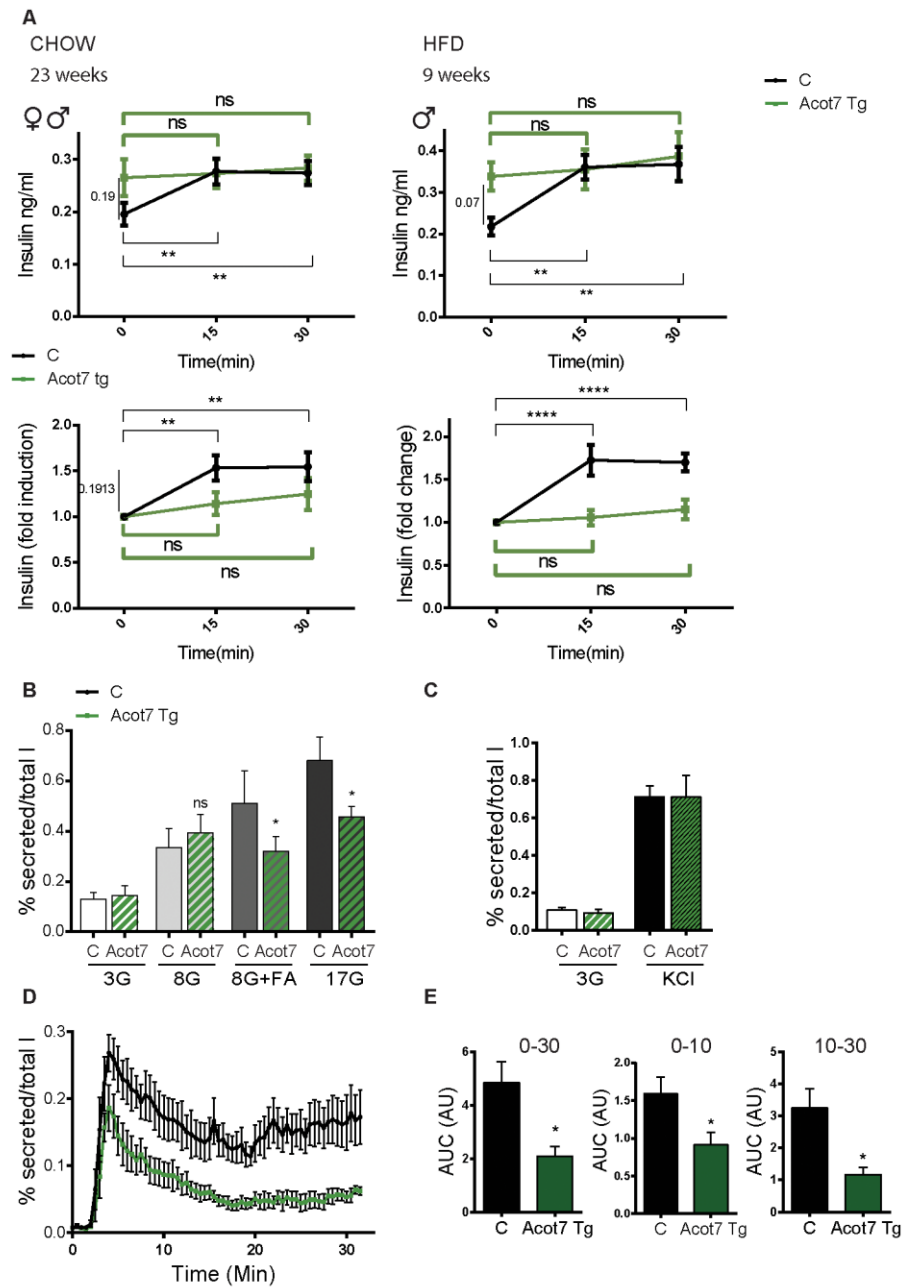 A
CHOW
HFD
23 weeks
9 weeks
C
Acot7 Tg
♀♂
♂
ns
ns
ns
ns
Insulin ng/ml
0.3
0.2
0.1
0.0
0.19
**
**
0
15
30
Time(min)
Insulin ng/ml
0.4
0.3
0.2
0.1
0.0
0.07
**
**
0
15
30
Time(min)
C
Acot7 tg
Insulin (fold induction)
2.0
1.5
1.0
0.5
0.0
**
**
0.1913
ns
ns
0
15
30
Time(min)
Insulin (fold change)
2.0
1.5
1.0
0.5
0.0
****
****
ns
ns
0
15
30
Time(min)
B
C
Acot7 Tg
% secreted/total I
0.8
0.6
0.4
0.2
0.0
ns
*
*
C Acot7 C Acot7 C Acot7 C Acot7
3G 8G 8G+FA 17G
C
% secreted/total I
1.0
0.8
0.6
0.4
0.2
0.0
C Acot7 C Acot7
3G KCl
D
% secreted/total I
0.3
0.2
0.1
0.0
0 10 20 30
Time (Min)
E
0-30
AUC (AU)
6
4
2
0
*
C Acot7 Tg
0-10
AUC (AU)
2.0
1.5
1.0
0.5
0.0
*
C Acot7 Tg
10-30
AUC (AU)
5
4
3
2
1
0
*
C Acot7 Tg